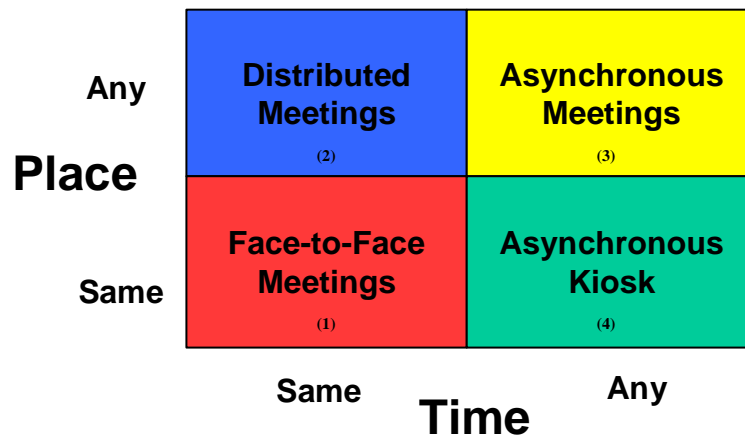 Any
Distributed
Meetings
(2)
Asynchronous
Meetings
(3)
Place
Same
Face-to-Face
Meetings
(1)
Asynchronous
Kiosk
(4)
Same
Any
Time